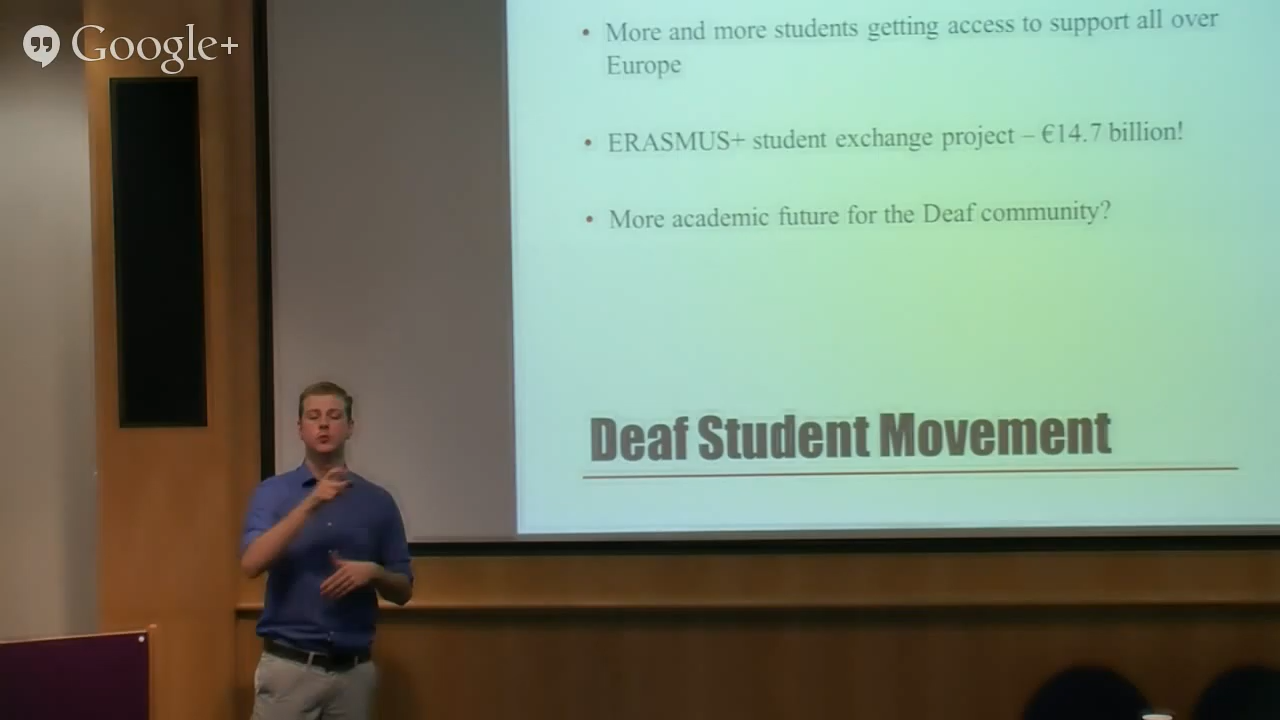 Google+
• More and more students getting access to support all over
Europe
• ERASMUS+ student exchange project – €14.7 billion!
• More academic future for the Deaf community?
Deaf Student Movement